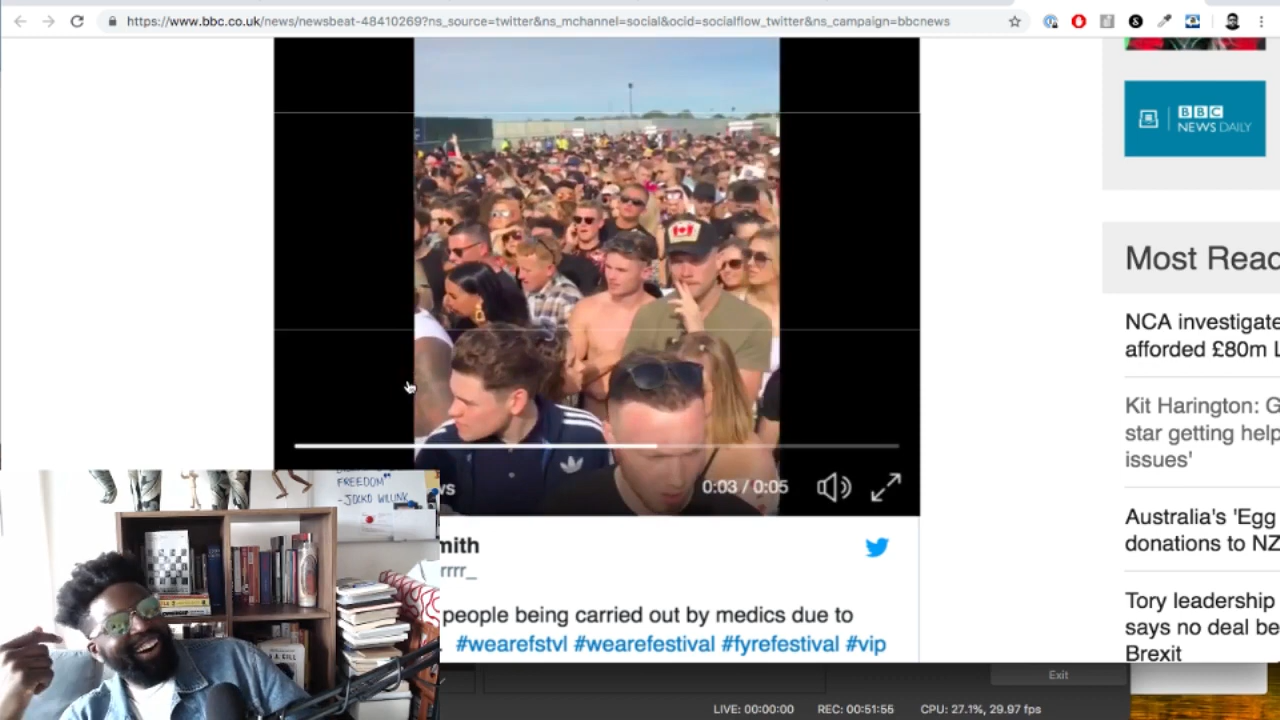 https://www.bbc.co.uk/news/newsbeat-48410269?ns_source=twitter&ns_mchannel=social&ocid=socialflow_twitter&ns_campaign=bbcnews
BBC
NEWS DAILY
Most Read
NCA investigate
afforded £80m L
Kit Harington: G
star getting help
issues'
Australia's 'Egg
donations to NZ
Tory leadership
says no deal be
Brexit
0:03 / 0:05
FREEDOM"
-JOCKO WILLINK
mith
rrrr_
people being carried out by medics due to
#wearefstvl #wearefestival #fyrefestival #vip
Exit
LIVE: 00:00:00 REC: 00:51:56 CPU: 27.1%, 29.97 fps